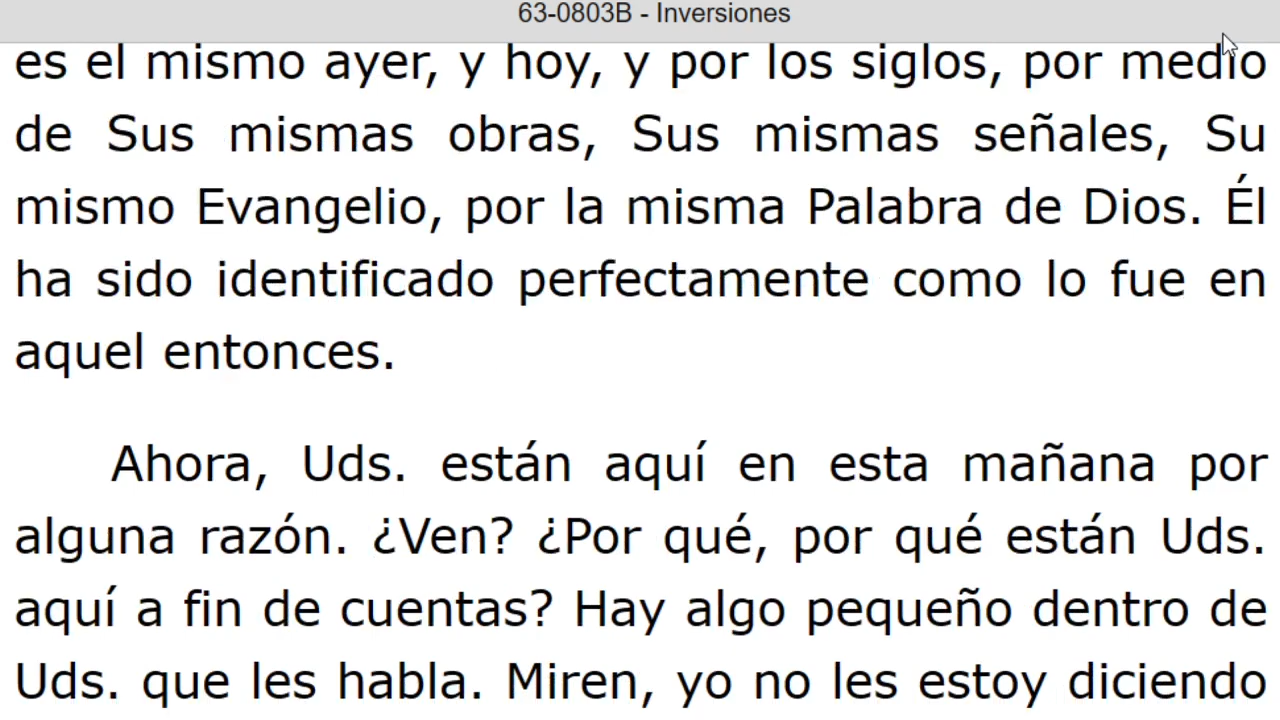 63-0803B - Inversiones
es el mismo ayer, y hoy, y por los siglos, por medio
de Sus mismas obras, Sus mismas señales, Su
mismo Evangelio, por la misma Palabra de Dios. Él
ha sido identificado perfectamente como lo fue en
aquel entonces.
Ahora, Uds. están aquí en esta mañana por
alguna razón. ¿Ven? ¿Por qué, por qué están Uds.
aquí a fin de cuentas? Hay algo pequeño dentro de
Uds. que les habla. Miren, yo no les estoy diciendo